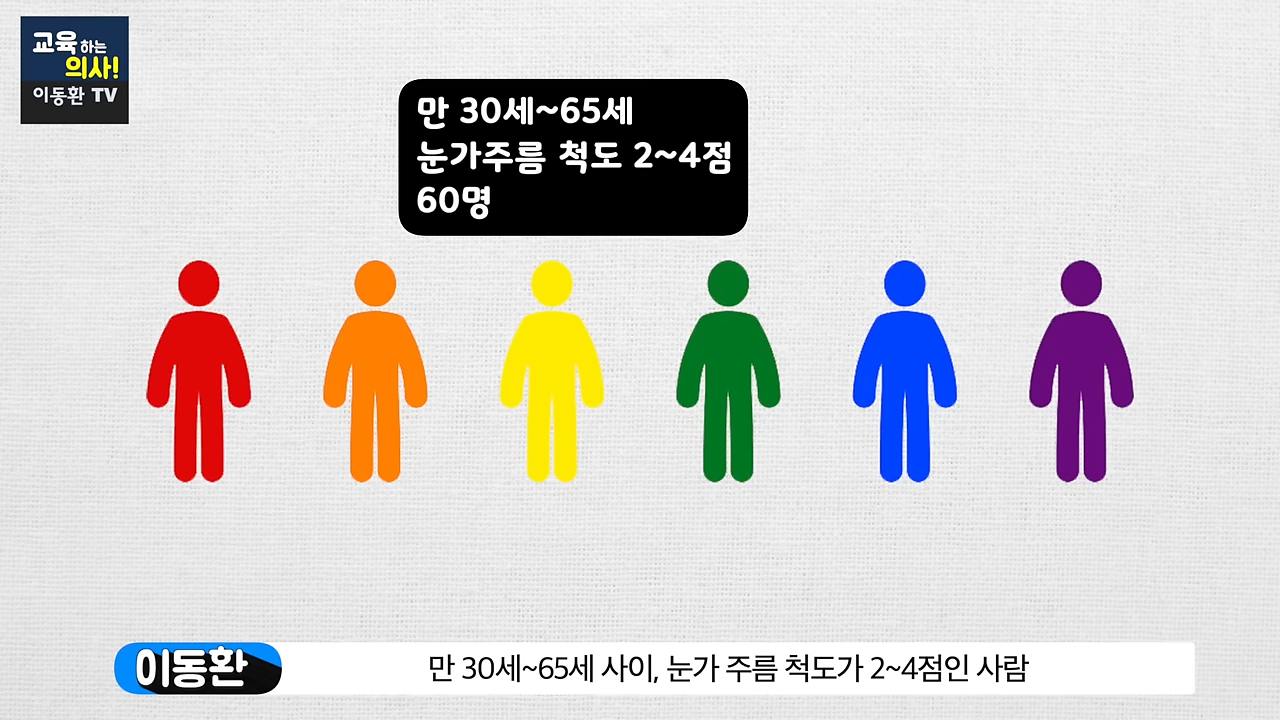 교육하는
의사!
이동환 TV
만 30세~65세
눈가주름 척도 2~4점
60명
이동환
만 30세~65세 사이, 눈가 주름 척도가 2~4점인 사람